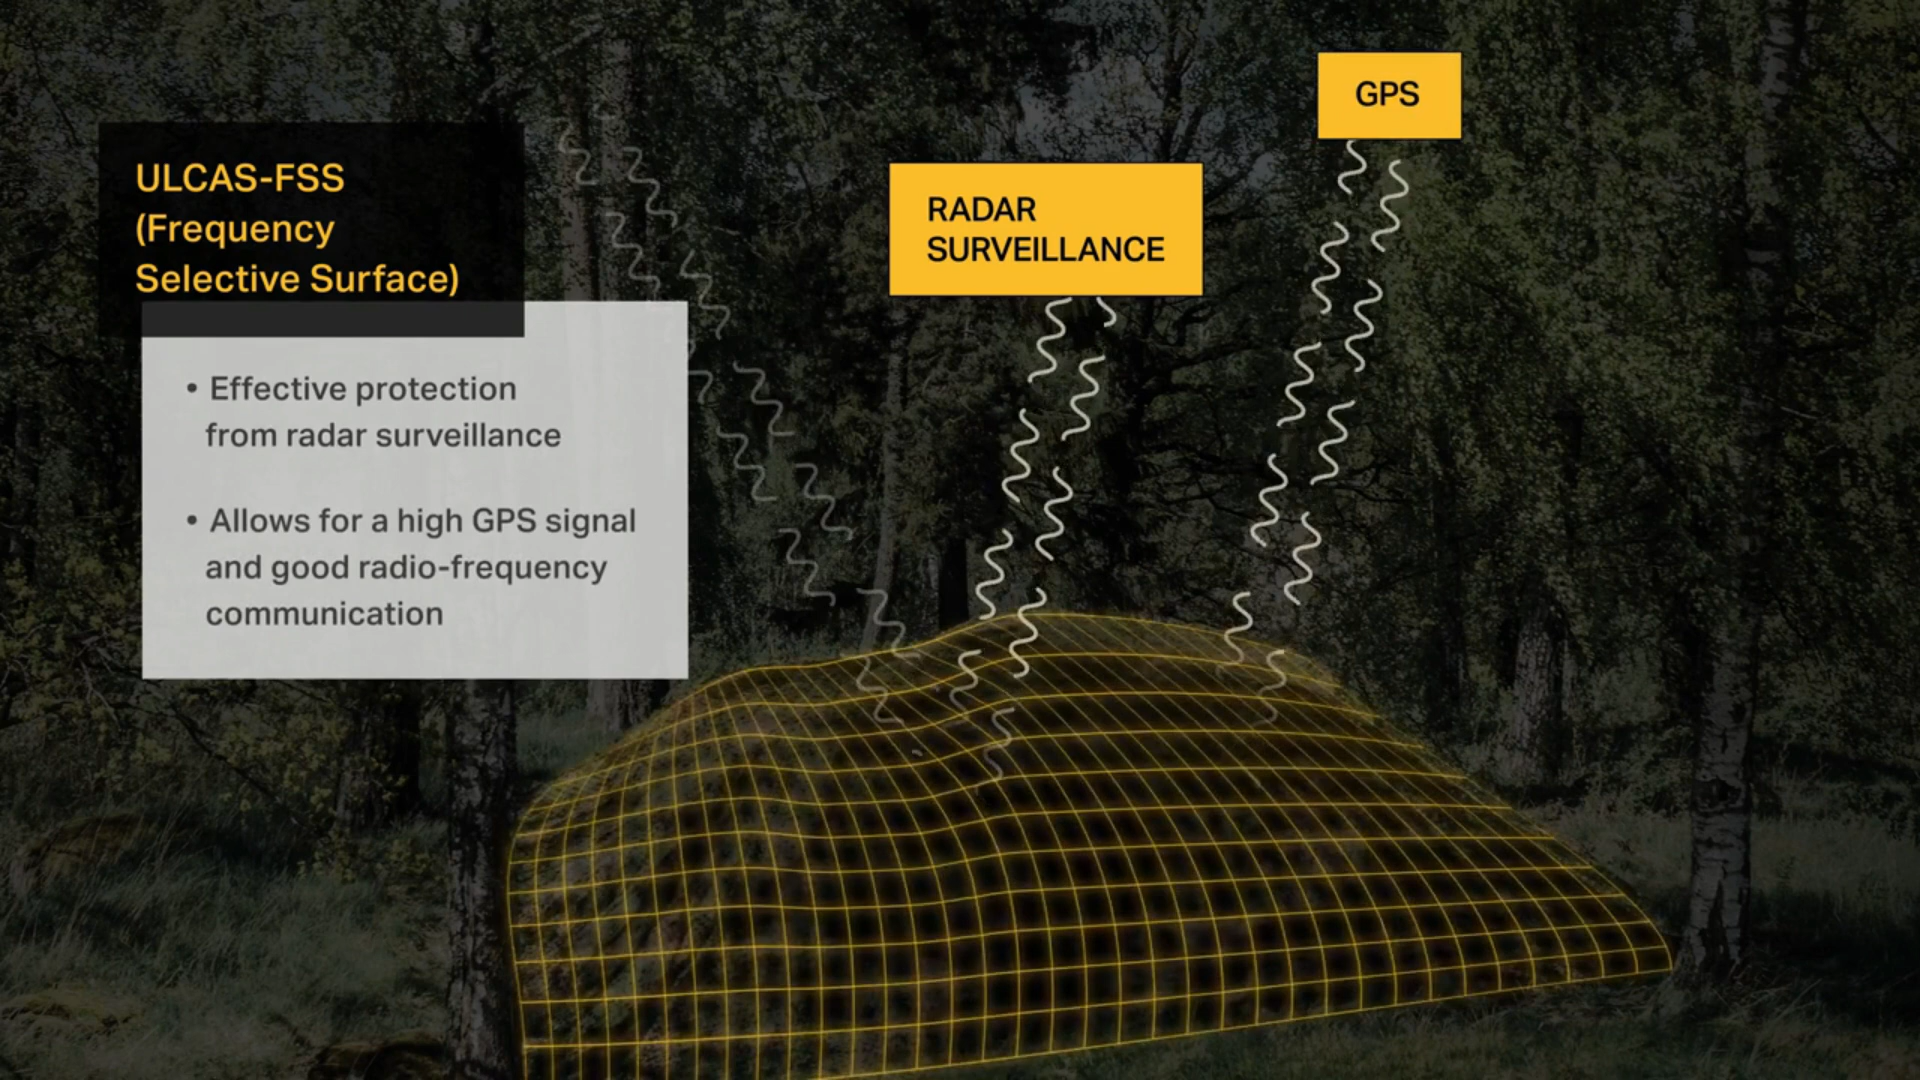 ULCAS-FSS
(Frequency
Selective Surface)
• Effective protection
from radar surveillance
• Allows for a high GPS signal
and good radio-frequency
communication
RADAR
SURVEILLANCE
GPS